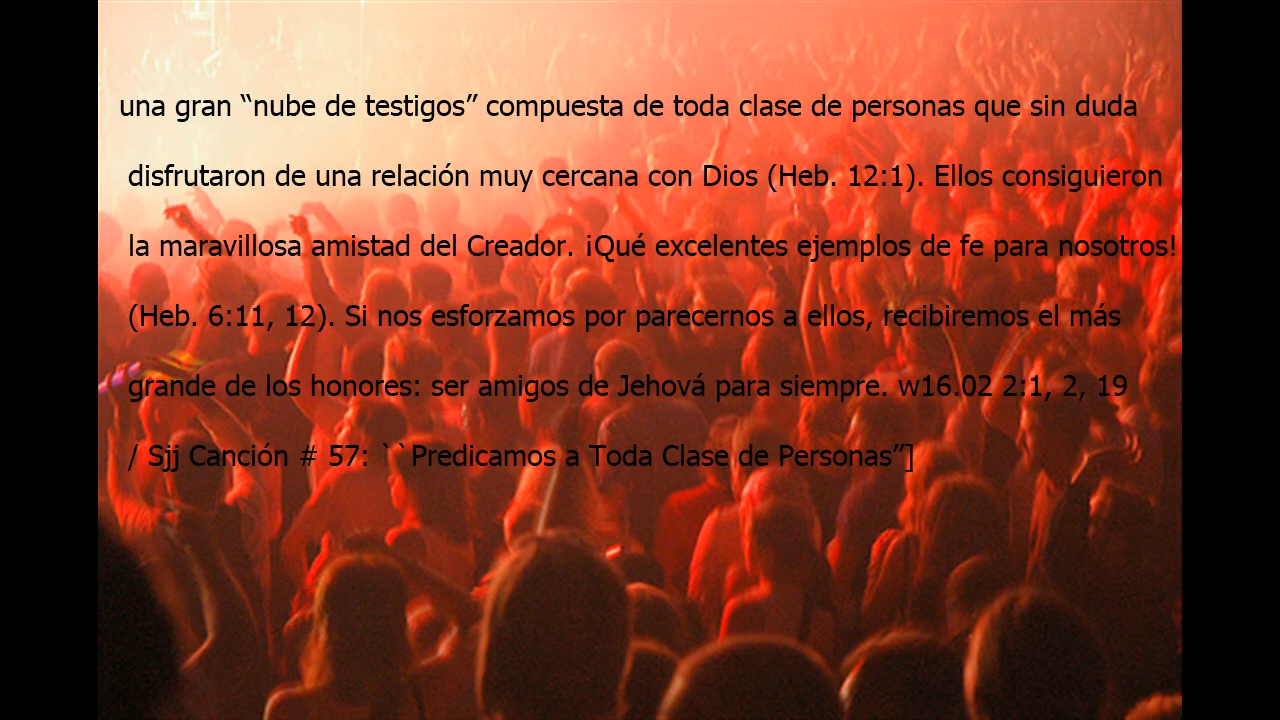 una gran “nube de testigos” compuesta de toda clase de personas que sin duda
disfrutaron de una relación muy cercana con Dios (Heb. 12:1). Ellos consiguieron
la maravillosa amistad del Creador. ¡Qué excelentes ejemplos de fe para nosotros!
(Heb. 6:11, 12). Si nos esforzamos por parecernos a ellos, recibiremos el más
grande de los honores: ser amigos de Jehová para siempre. w16.02 2:1, 2, 19
/ Sjj Canción # 57: ``Predicamos a Toda Clase de Personas”]